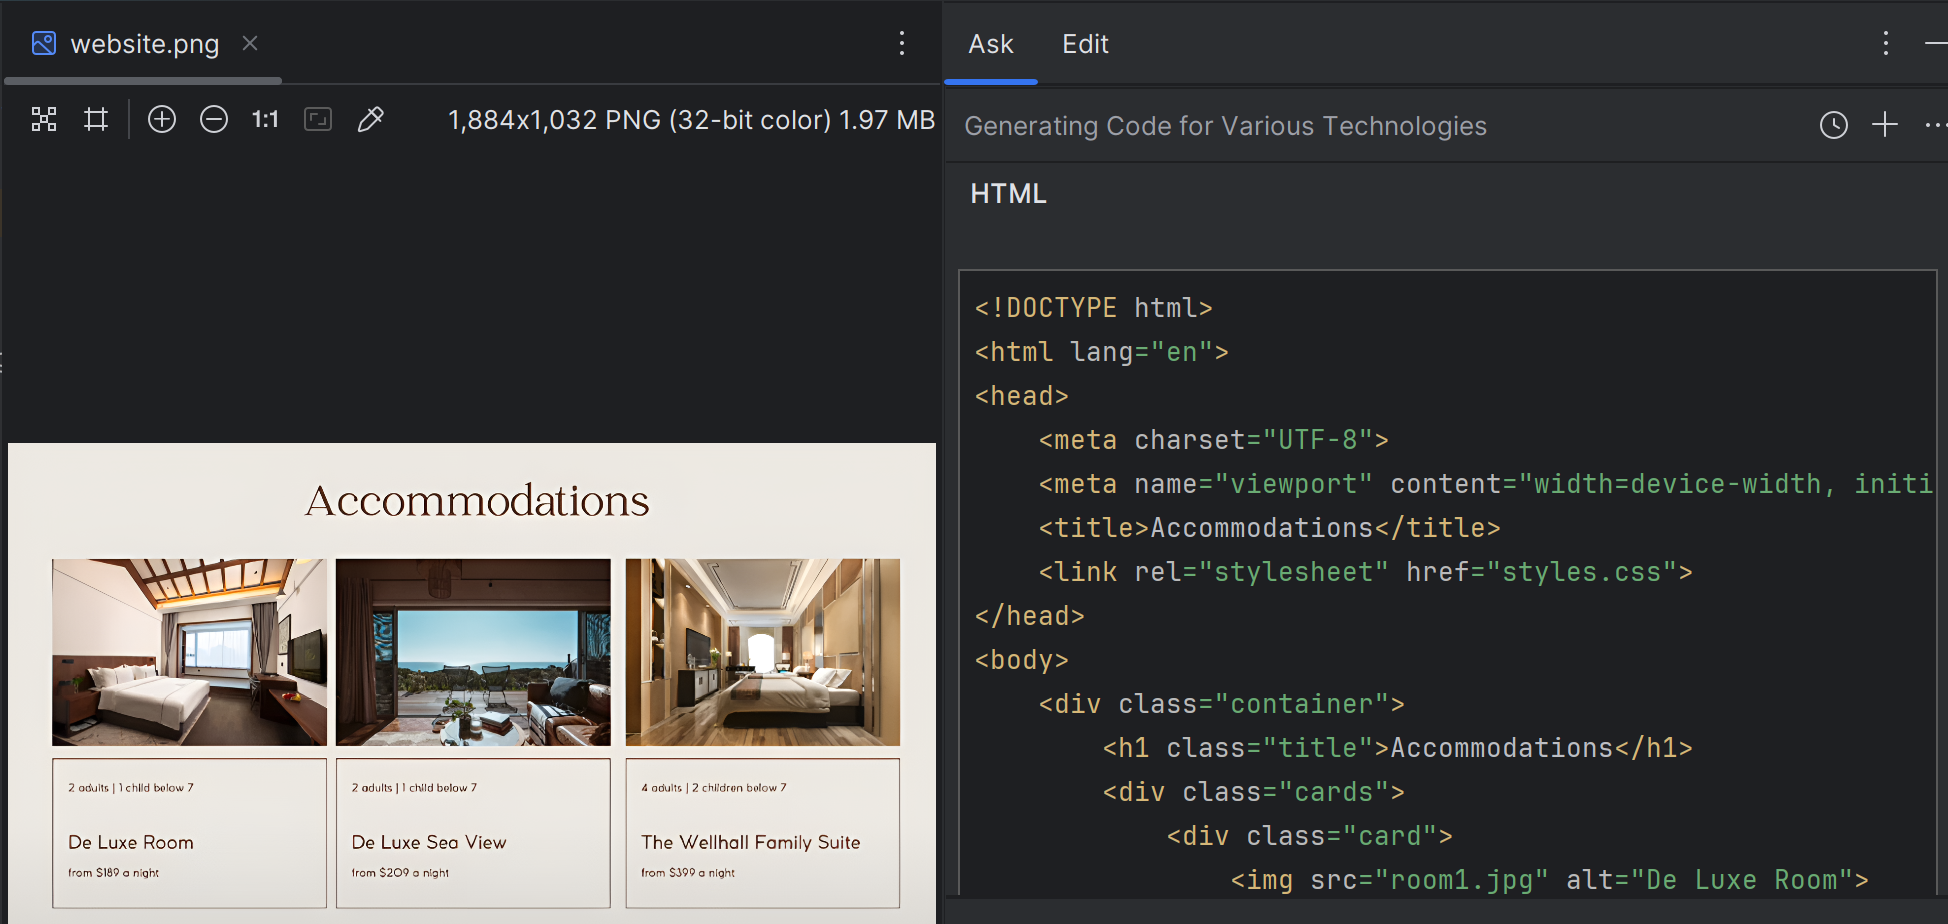 website.png
1:1
1,884x1,032 PNG (32-bit color) 1.97 MB
Accommodations
2 adults | 1 child below 7
De Luxe Room
from $189 a night
2 adults | 1 child below 7
De Luxe Sea View
from $209 a night
4 adults | 2 children below 7
The Wellhall Family Suite
from $399 a night
Ask Edit
Generating Code for Various Technologies
HTML
<!DOCTYPE html>
<html lang="en">
<head>
    <meta charset="UTF-8">
    <meta name="viewport" content="width=device-width, initi
    <title>Accommodations</title>
    <link rel="stylesheet" href="styles.css">
</head>
<body>
    <div class="container">
        <h1 class="title">Accommodations</h1>
        <div class="cards">
            <div class="card">
                <img src="room1.jpg" alt="De Luxe Room">